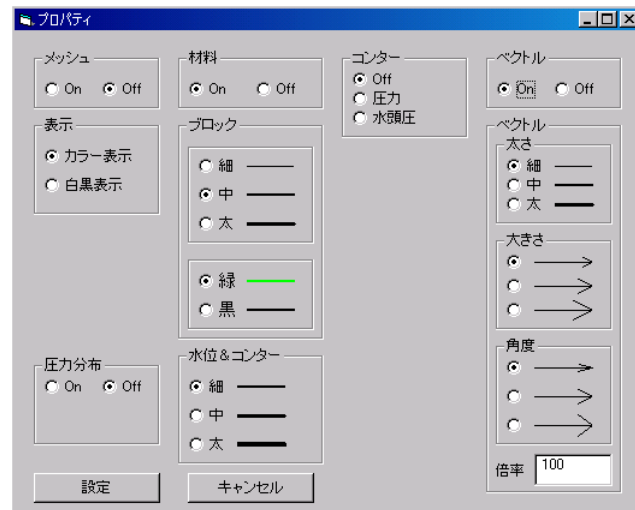 プロパティ
メッシュ
On Off
材料
On Off
コンター
Off
圧力
水頭圧
ベクトル
On Off
表示
カラー表示
白黒表示
ブロック
細
中
太
緑
黒
ベクトル
太さ
細
中
太
大きさ
角度
倍率 100
圧力分布
On Off
水位&コンター
細
中
太
設定
キャンセル